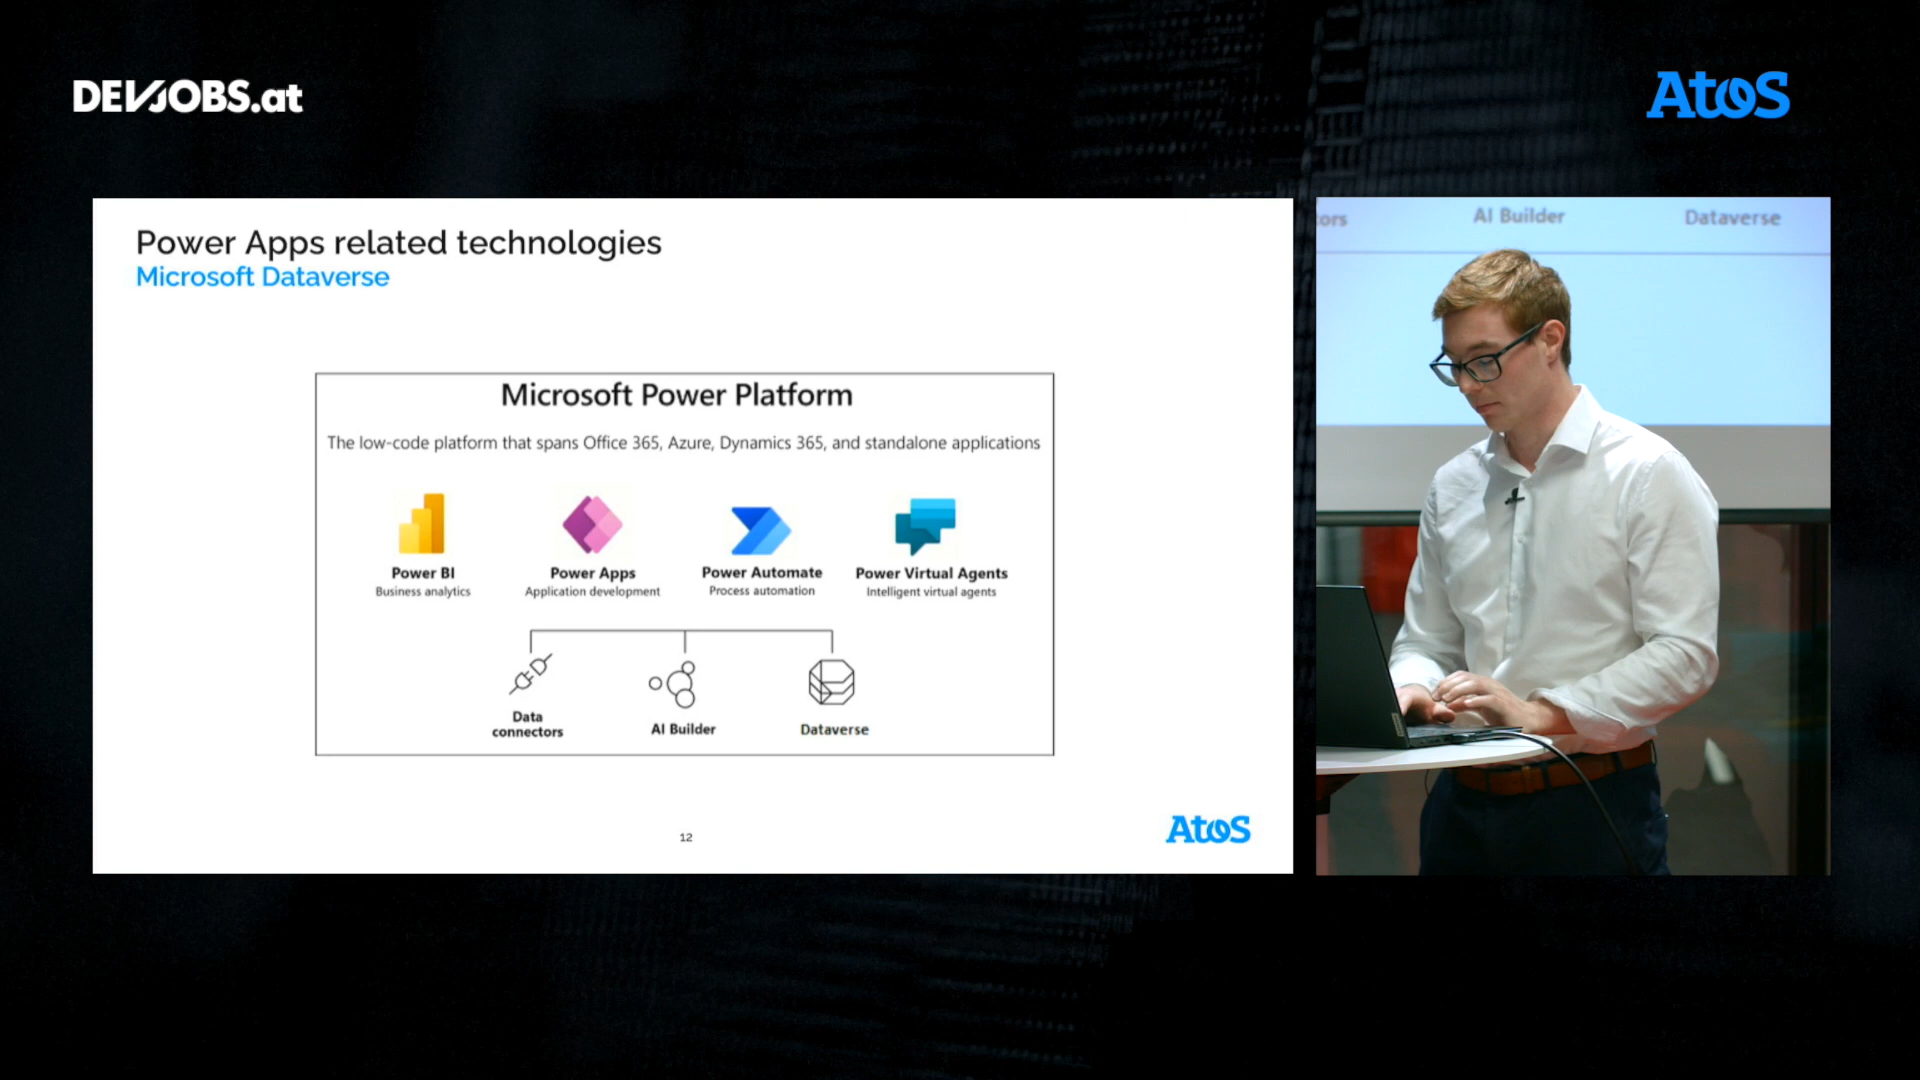 DEVJOBS.at
Atos
Power Apps related technologies
Microsoft Dataverse
Microsoft Power Platform
The low-code platform that spans Office 365, Azure, Dynamics 365, and standalone applications
Power BI
Business analytics
Power Apps
Application development
Power Automate
Process automation
Power Virtual Agents
Intelligent virtual agents
Data
connectors
AI Builder
Dataverse
12
Atos
tors
AI Builder
Dataverse